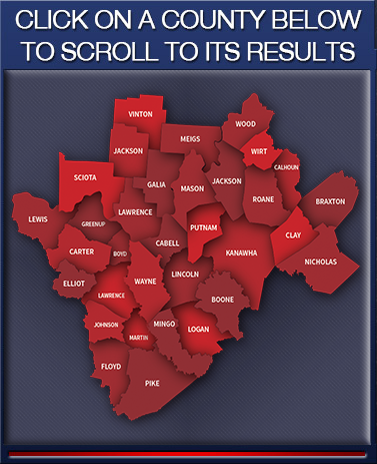 CLICK ON A COUNTY BELOW
TO SCROLL TO ITS RESULTS
VINTON
WOOD
MEIGS
JACKSON
WIRT
CALHOUN
SCIOTA
GALIA
MASON
JACKSON
ROANE
BRAXTON
LEWIS
LAWRENCE
GREENUP
PUTNAM
CLAY
CABELL
CARTER
BOYD
KANAWHA
NICHOLAS
LINCOLN
ELLIOT
WAYNE
LAWRENCE
BOONE
JOHNSON
MINGO
LOGAN
MARTIN
FLOYD
PIKE